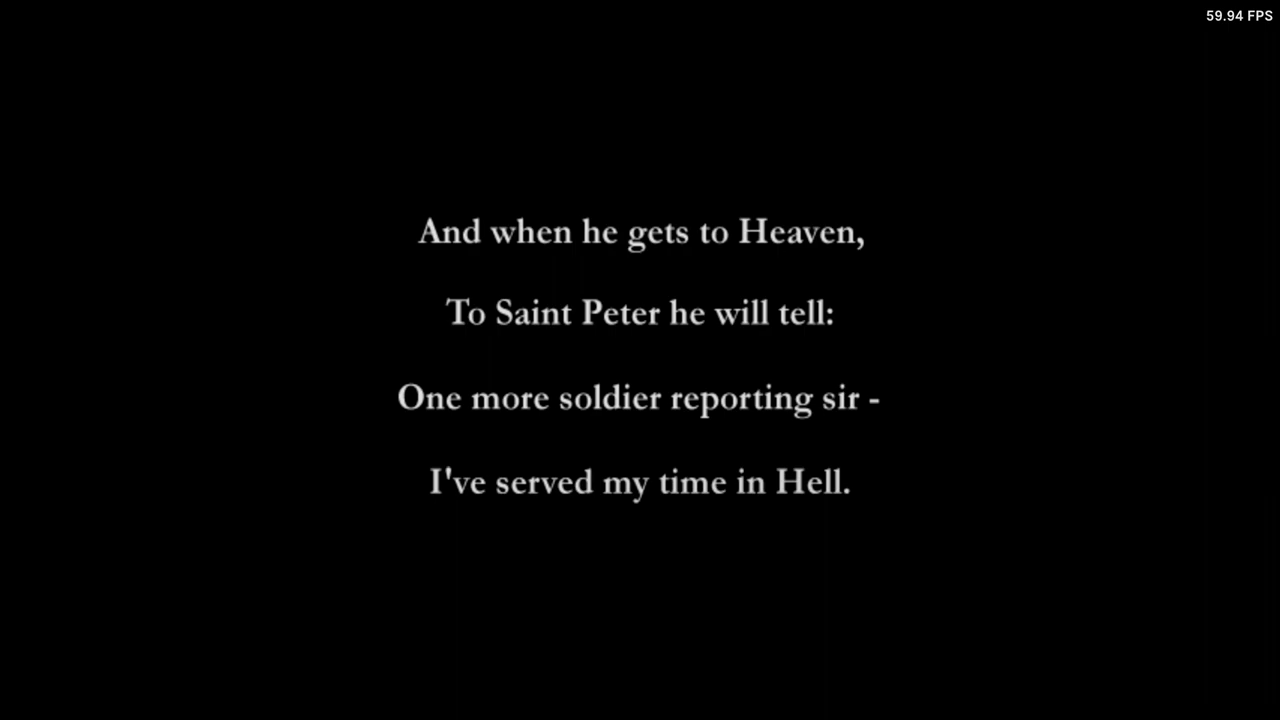 59.94 FPS
And when he gets to Heaven,
To Saint Peter he will tell:
One more soldier reporting sir -
I've served my time in Hell.